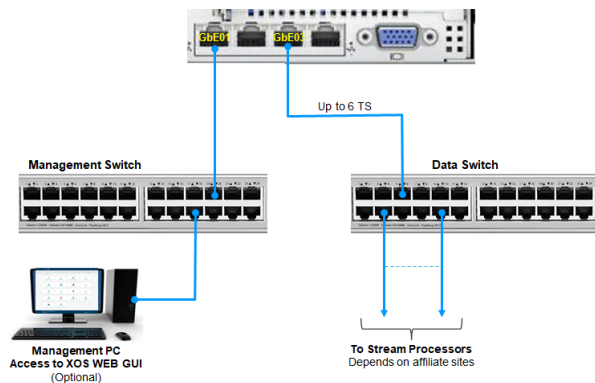 GbE01 GbE03
Up to 6 TS
Management Switch
Data Switch
Management PC
Access to XOS WEB GUI
(Optional)
To Stream Processors
Depends on affiliate sites